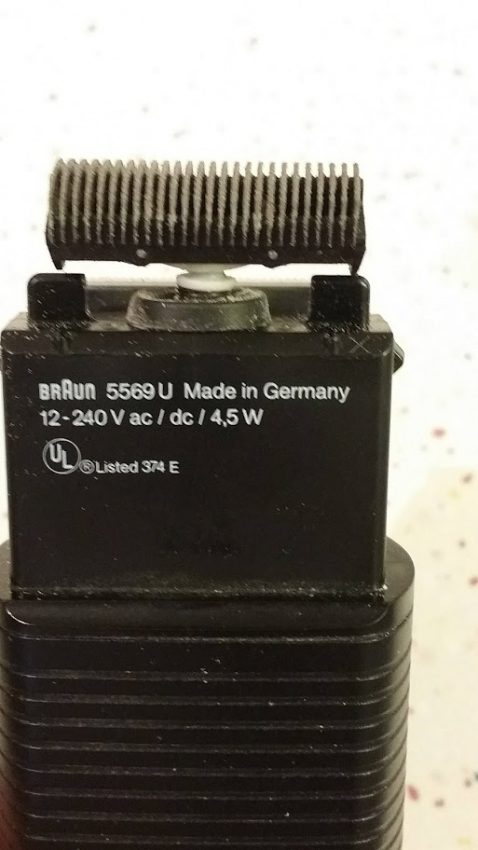 BRAUN 5569 U Made in Germany
12-240 V ac / dc / 4,5 W
UL ® Listed 374 E